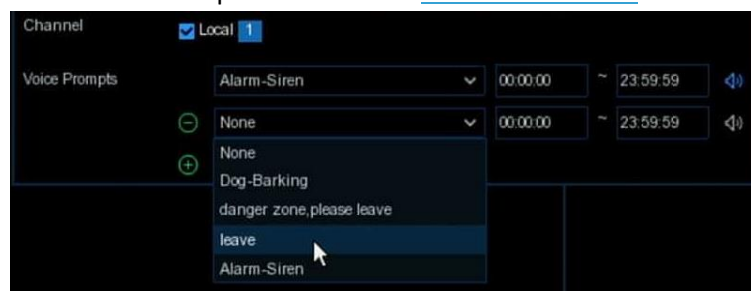 Channel Local 1
Voice Prompts Alarm-Siren 00:00:00 ~ 23:59:59
None 00:00:00 ~ 23:59:59
None
Dog-Barking
danger zone,please leave
leave
Alarm-Siren